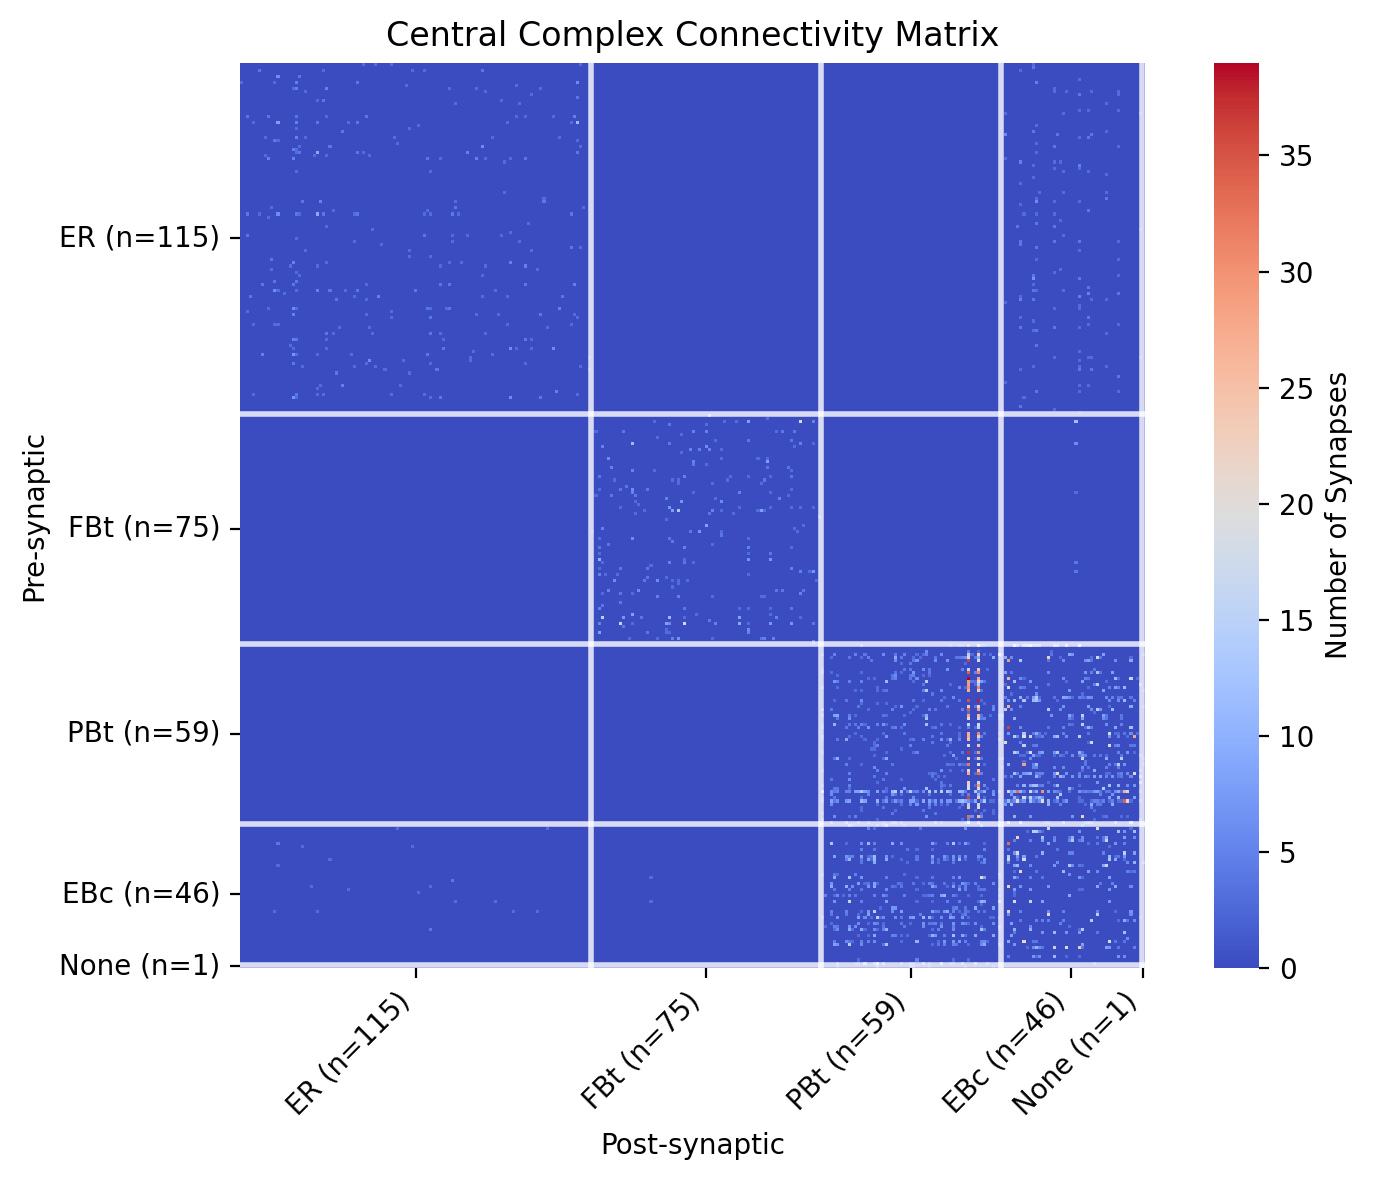 Central Complex Connectivity Matrix
Pre-synaptic
ER (n=115)
FBt (n=75)
PBt (n=59)
EBc (n=46)
None (n=1)
ER (n=115)
FBt (n=75)
PBt (n=59)
EBc (n=46)
None (n=1)
Post-synaptic
35
30
25
20
15
10
5
0
Number of Synapses